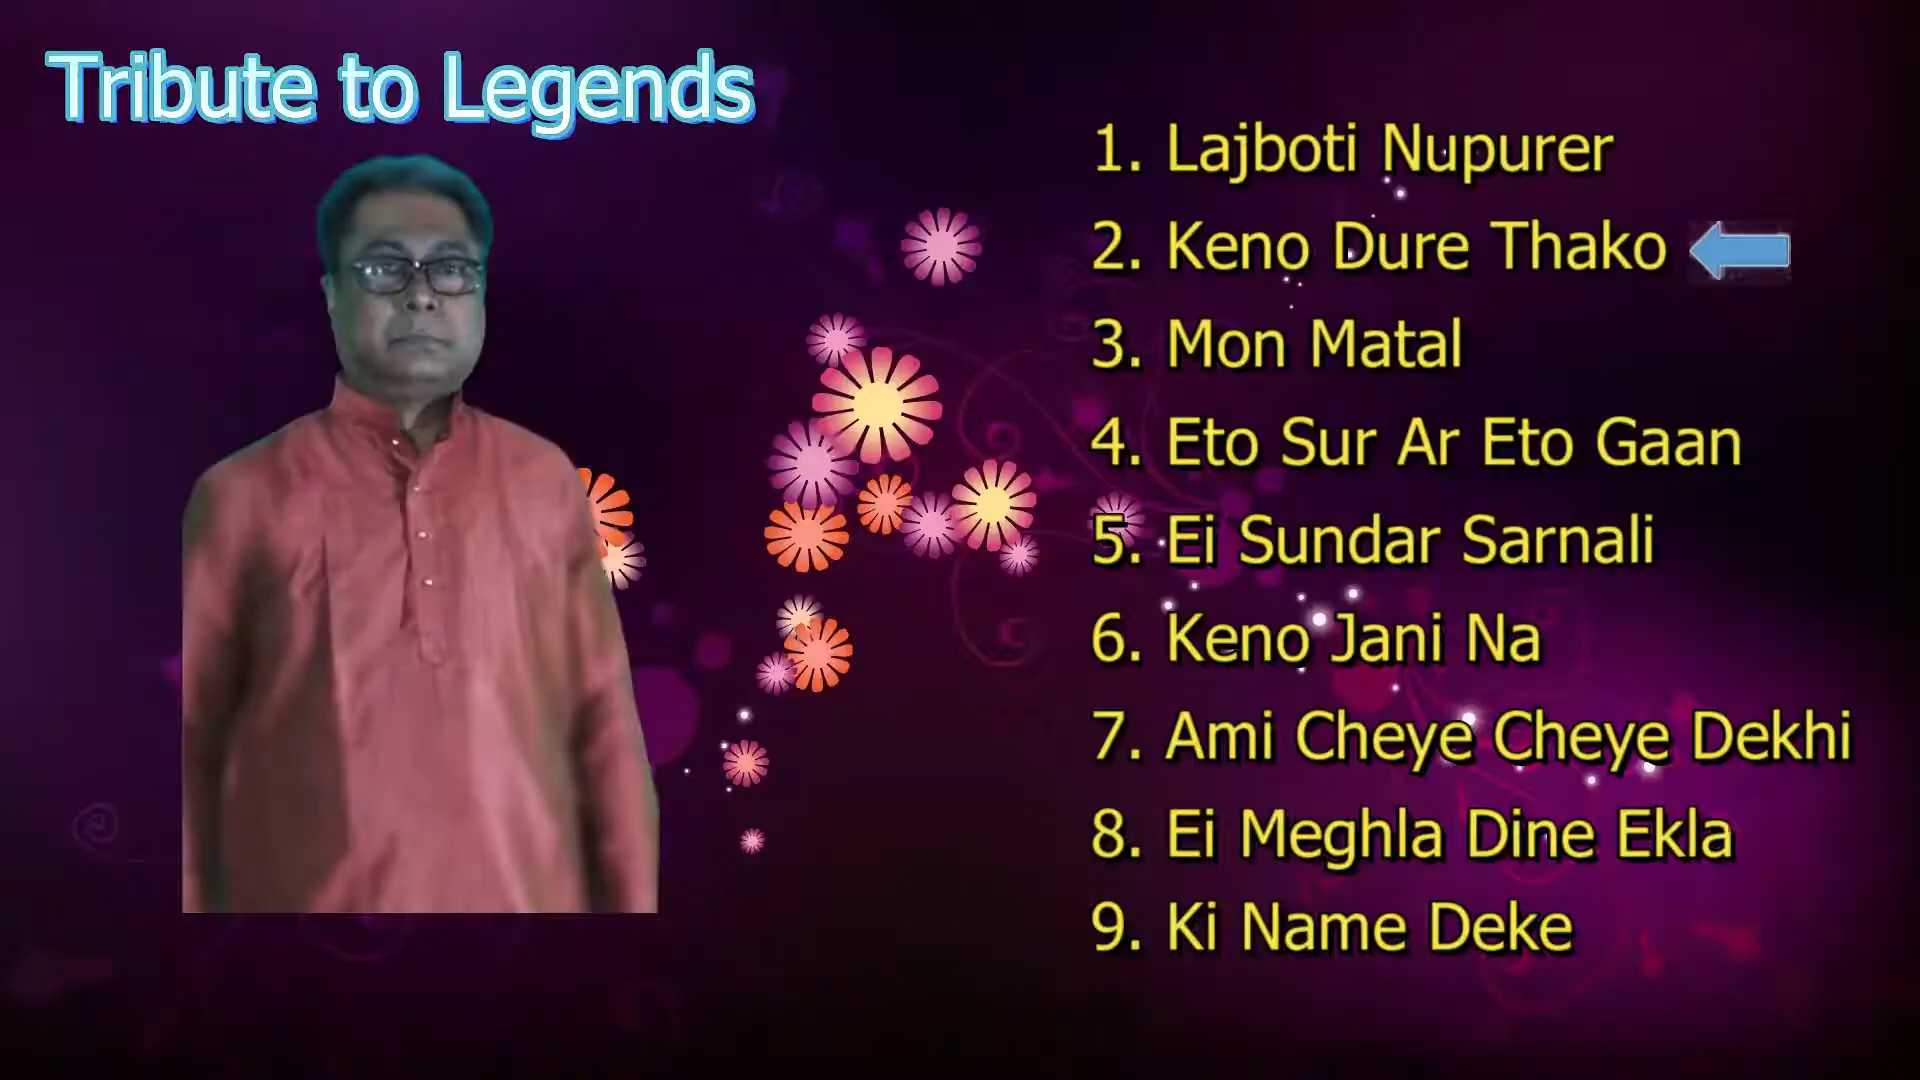 Tribute to Legends
1. Lajboti Nupurer
2. Keno Dure Thako
3. Mon Matal
4. Eto Sur Ar Eto Gaan
5. Ei Sundar Sarnali
6. Keno Jani Na
7. Ami Cheye Cheye Dekhi
8. Ei Meghla Dine Ekla
9. Ki Name Deke